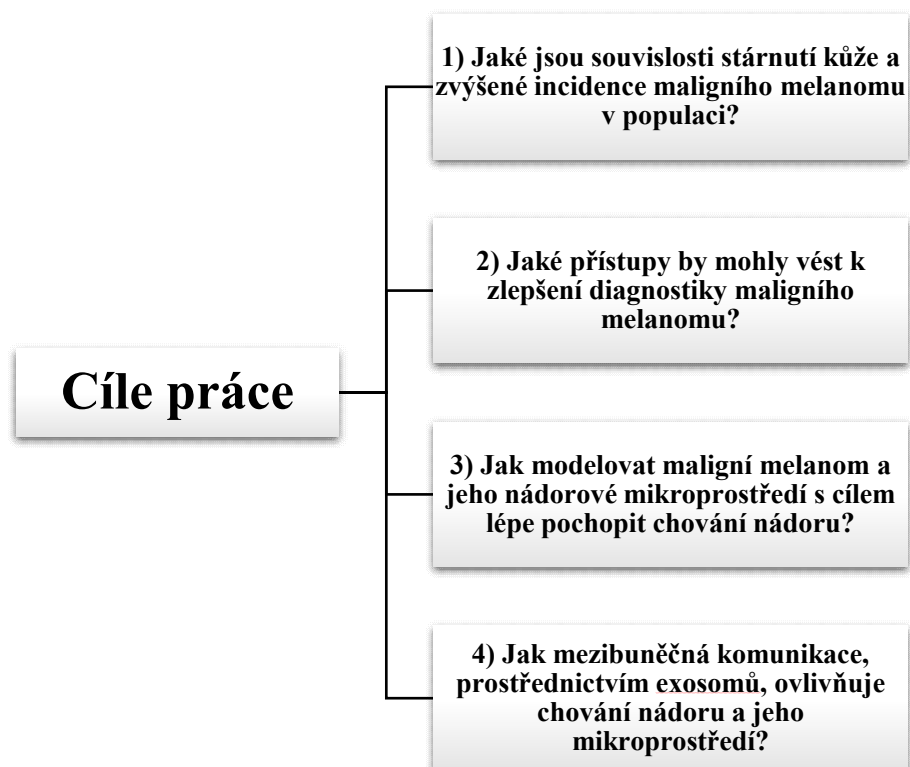 Cíle práce
1) Jaké jsou souvislosti stárnutí kůže a
zvýšené incidence maligního melanomu
v populaci?
2) Jaké přístupy by mohly vést k
zlepšení diagnostiky maligního
melanomu?
3) Jak modelovat maligní melanom a
jeho nádorové mikroprostředí s cílem
lépe pochopit chování nádoru?
4) Jak mezibuněčná komunikace,
prostřednictvím exosomů, ovlivňuje
chování nádoru a jeho
mikroprostředí?